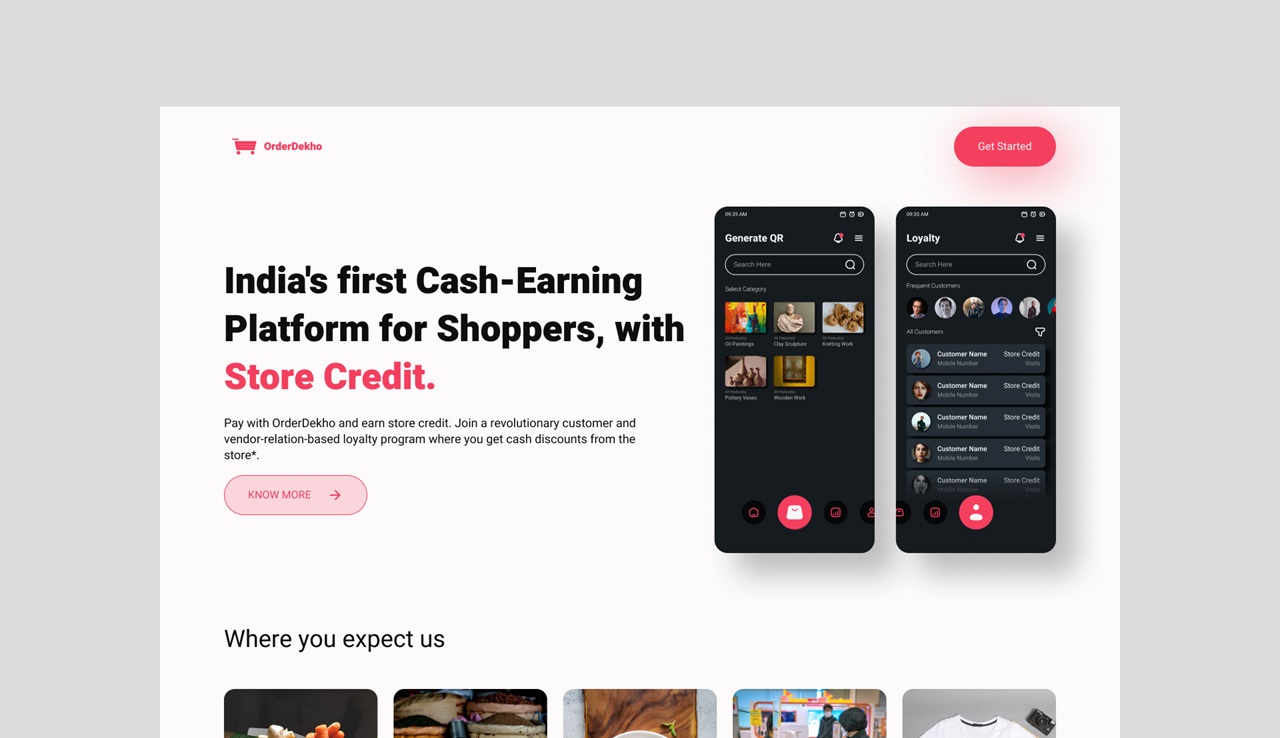 OrderDekho
Get Started
India's first Cash-Earning
Platform for Shoppers, with
Store Credit.
Pay with OrderDekho and earn store credit. Join a revolutionary customer and
vendor-relation-based loyalty program where you get cash discounts from the
store*.
KNOW MORE
09:35 AM
Generate QR
Search Here
Select Category
Oil Paintings
Clay Sculpture
Knitting Work
Pottery Vases
Wooden Work
09:35 AM
Loyalty
Search Here
Frequent Customers
All Customers
Customer Name Store Credit
Mobile Number Visits
Customer Name Store Credit
Mobile Number Visits
Customer Name Store Credit
Mobile Number Visits
Customer Name Store Credit
Mobile Number Visits
Customer Name Store Credit
Mobile Number Visits
Where you expect us